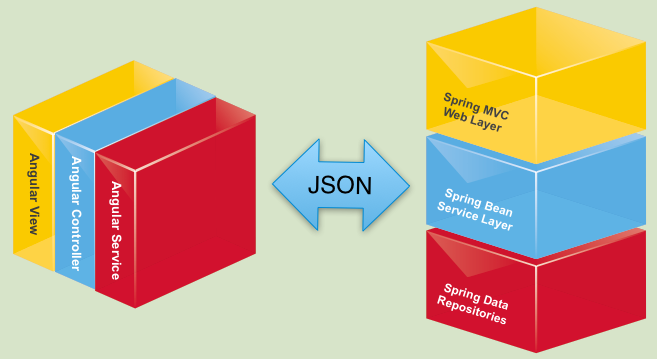 Angular View
Angular Controller
Angular Service
JSON
Spring MVC
Web Layer
Spring Bean
Service Layer
Spring Data
Repositories